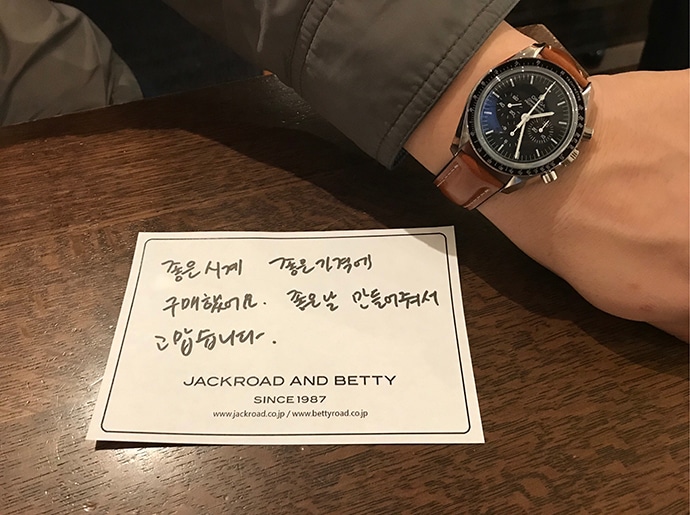 좋은 시계 좋은 가격에
구매했어요. 좋은 날 만들어줘서
고맙습니다.
JACKROAD AND BETTY
SINCE 1987
www.jackroad.co.jp / www.bettyroad.co.jp